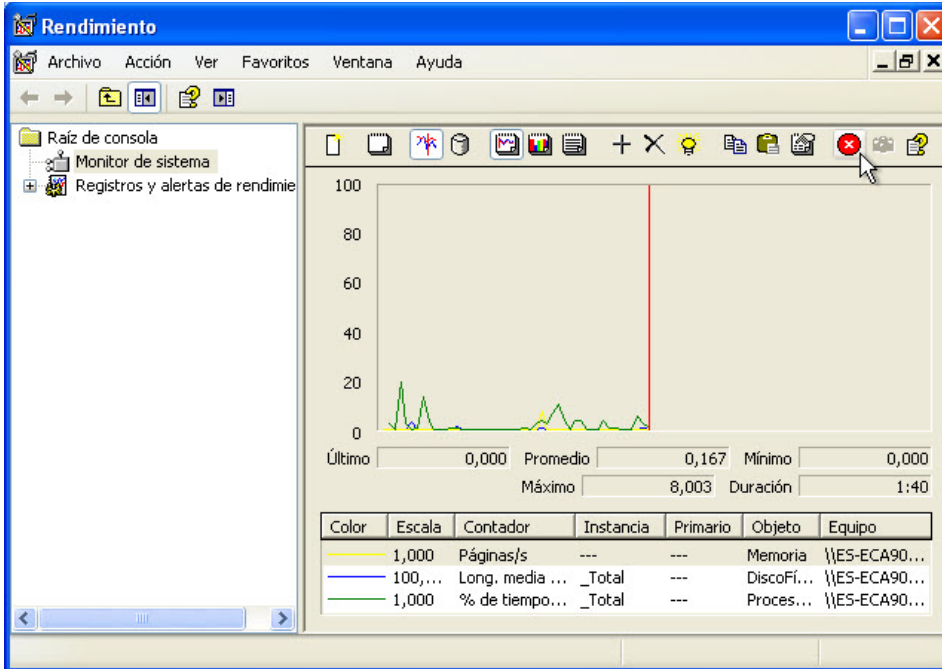 Rendimiento
Archivo Acción Ver Favoritos Ventana Ayuda
Raíz de consola
Monitor de sistema
Registros y alertas de rendimie
100
80
60
40
20
0
Último 0,000 Promedio 0,167 Mínimo 0,000
Máximo 8,003 Duración 1:40
Color Escala Contador Instancia Primario Objeto Equipo
1,000 Páginas/s --- --- Memoria \\ES-ECA90...
100,... Long. media ... _Total --- DiscoFí... \\ES-ECA90...
1,000 % de tiempo... _Total --- Proces... \\ES-ECA90...